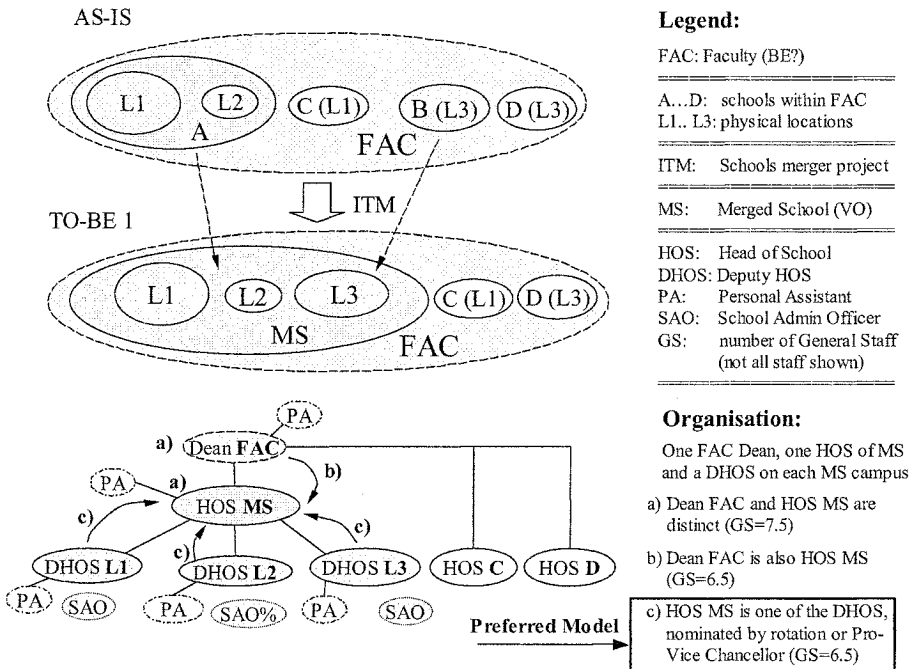 AS-IS
L1
L2
A
C (L1)
B (L3)
D (L3)
FAC
ITM
TO-BE 1
L1
L2
L3
MS
C (L1)
D (L3)
FAC
PA
a)
Dean FAC
b)
PA
a)
HOS MS
c)
c)
c)
DHOS L1
DHOS L2
DHOS L3
HOS C
HOS D
PA
SAO
PA
SAO%
PA
SAO
Preferred Model
Legend:
FAC: Faculty (BE?)
A...D: schools within FAC
L1.. L3: physical locations
ITM: Schools merger project
MS: Merged School (VO)
HOS: Head of School
DHOS: Deputy HOS
PA: Personal Assistant
SAO: School Admin Officer
GS: number of General Staff
(not all staff shown)
Organisation:
One FAC Dean, one HOS of MS
and a DHOS on each MS campus
a) Dean FAC and HOS MS are
distinct (GS=7.5)
b) Dean FAC is also HOS MS
(GS=6.5)
c) HOS MS is one of the DHOS,
nominated by rotation or Pro-
Vice Chancellor (GS=6.5)